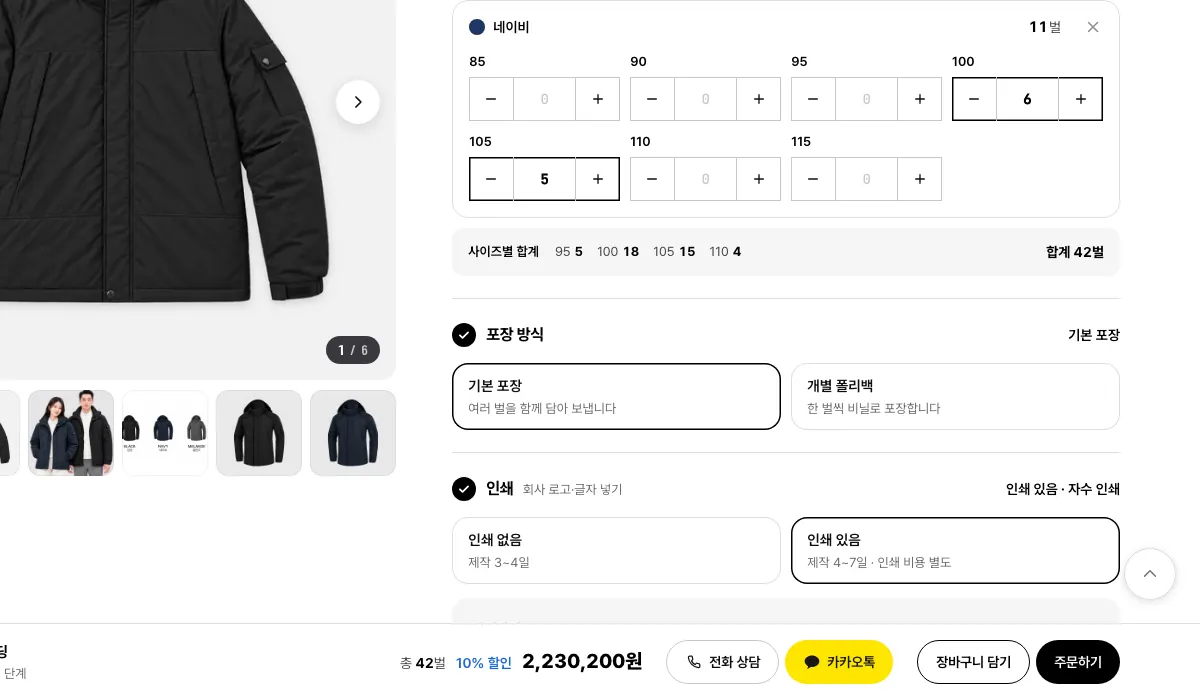 네이비 11벌
85 90 95 100
0 0 0 6
105 110 115
5 0 0
사이즈별 합계 95 5 100 18 105 15 110 4 합계 42벌
1 / 6
포장 방식 기본 포장
기본 포장
여러 벌을 함께 담아 보냅니다
개별 폴리백
한 벌씩 비닐로 포장합니다
BLACK
NAVY
인쇄 회사 로고·글자 넣기 인쇄 있음 · 자수 인쇄
인쇄 없음
제작 3~4일
인쇄 있음
제작 4~7일 · 인쇄 비용 별도
딩
단계
총 42벌 10% 할인 2,230,200원
전화 상담
카카오톡
장바구니 담기
주문하기